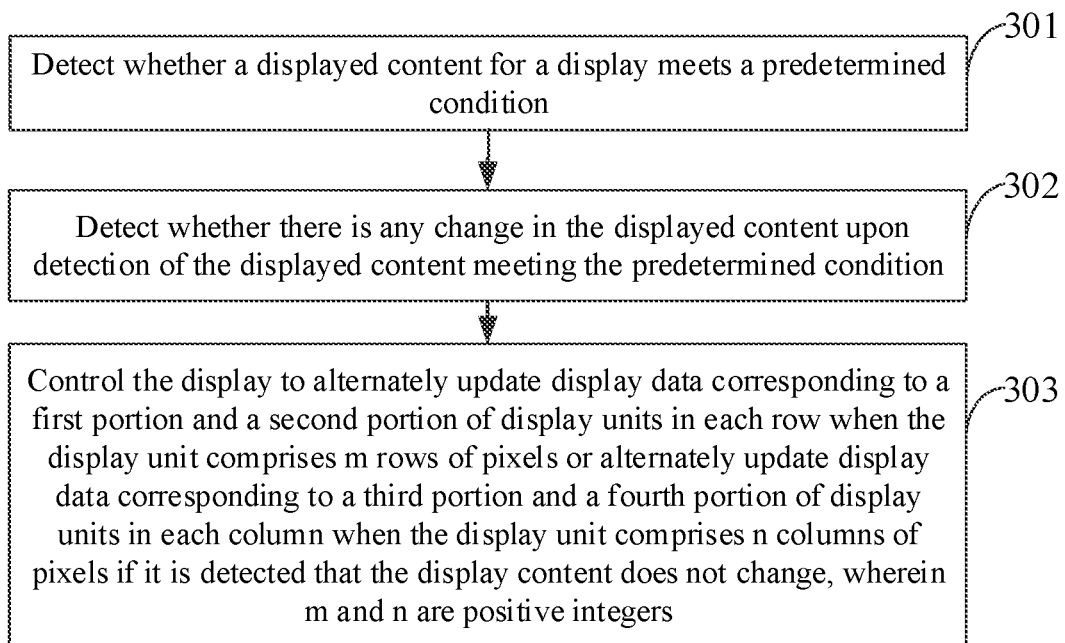 301
Detect whether a displayed content for a display meets a predetermined
condition
302
Detect whether there is any change in the displayed content upon
detection of the displayed content meeting the predetermined condition
303
Control the display to alternately update display data corresponding to a
first portion and a second portion of display units in each row when the
display unit comprises m rows of pixels or alternately update display
data corresponding to a third portion and a fourth portion of display
units in each column when the display unit comprises n columns of
pixels if it is detected that the display content does not change, wherein
m and n are positive integers